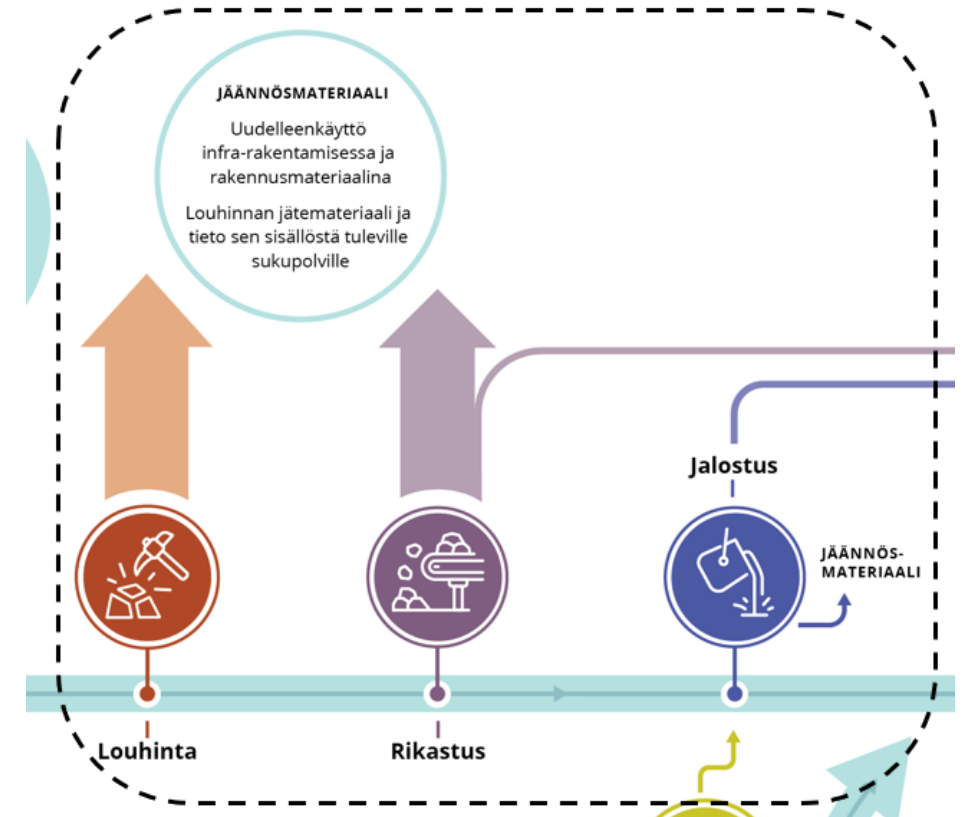 JÄÄNNÖSMATERIAALI
Uudelleenkäyttö
infra-rakentamisessa ja
rakennusmateriaalina
Louhinnan jätemateriaali ja
tieto sen sisällöstä tuleville
sukupolville
Jalostus
JÄÄNNÖS-
MATERIAALI
Louhinta
Rikastus